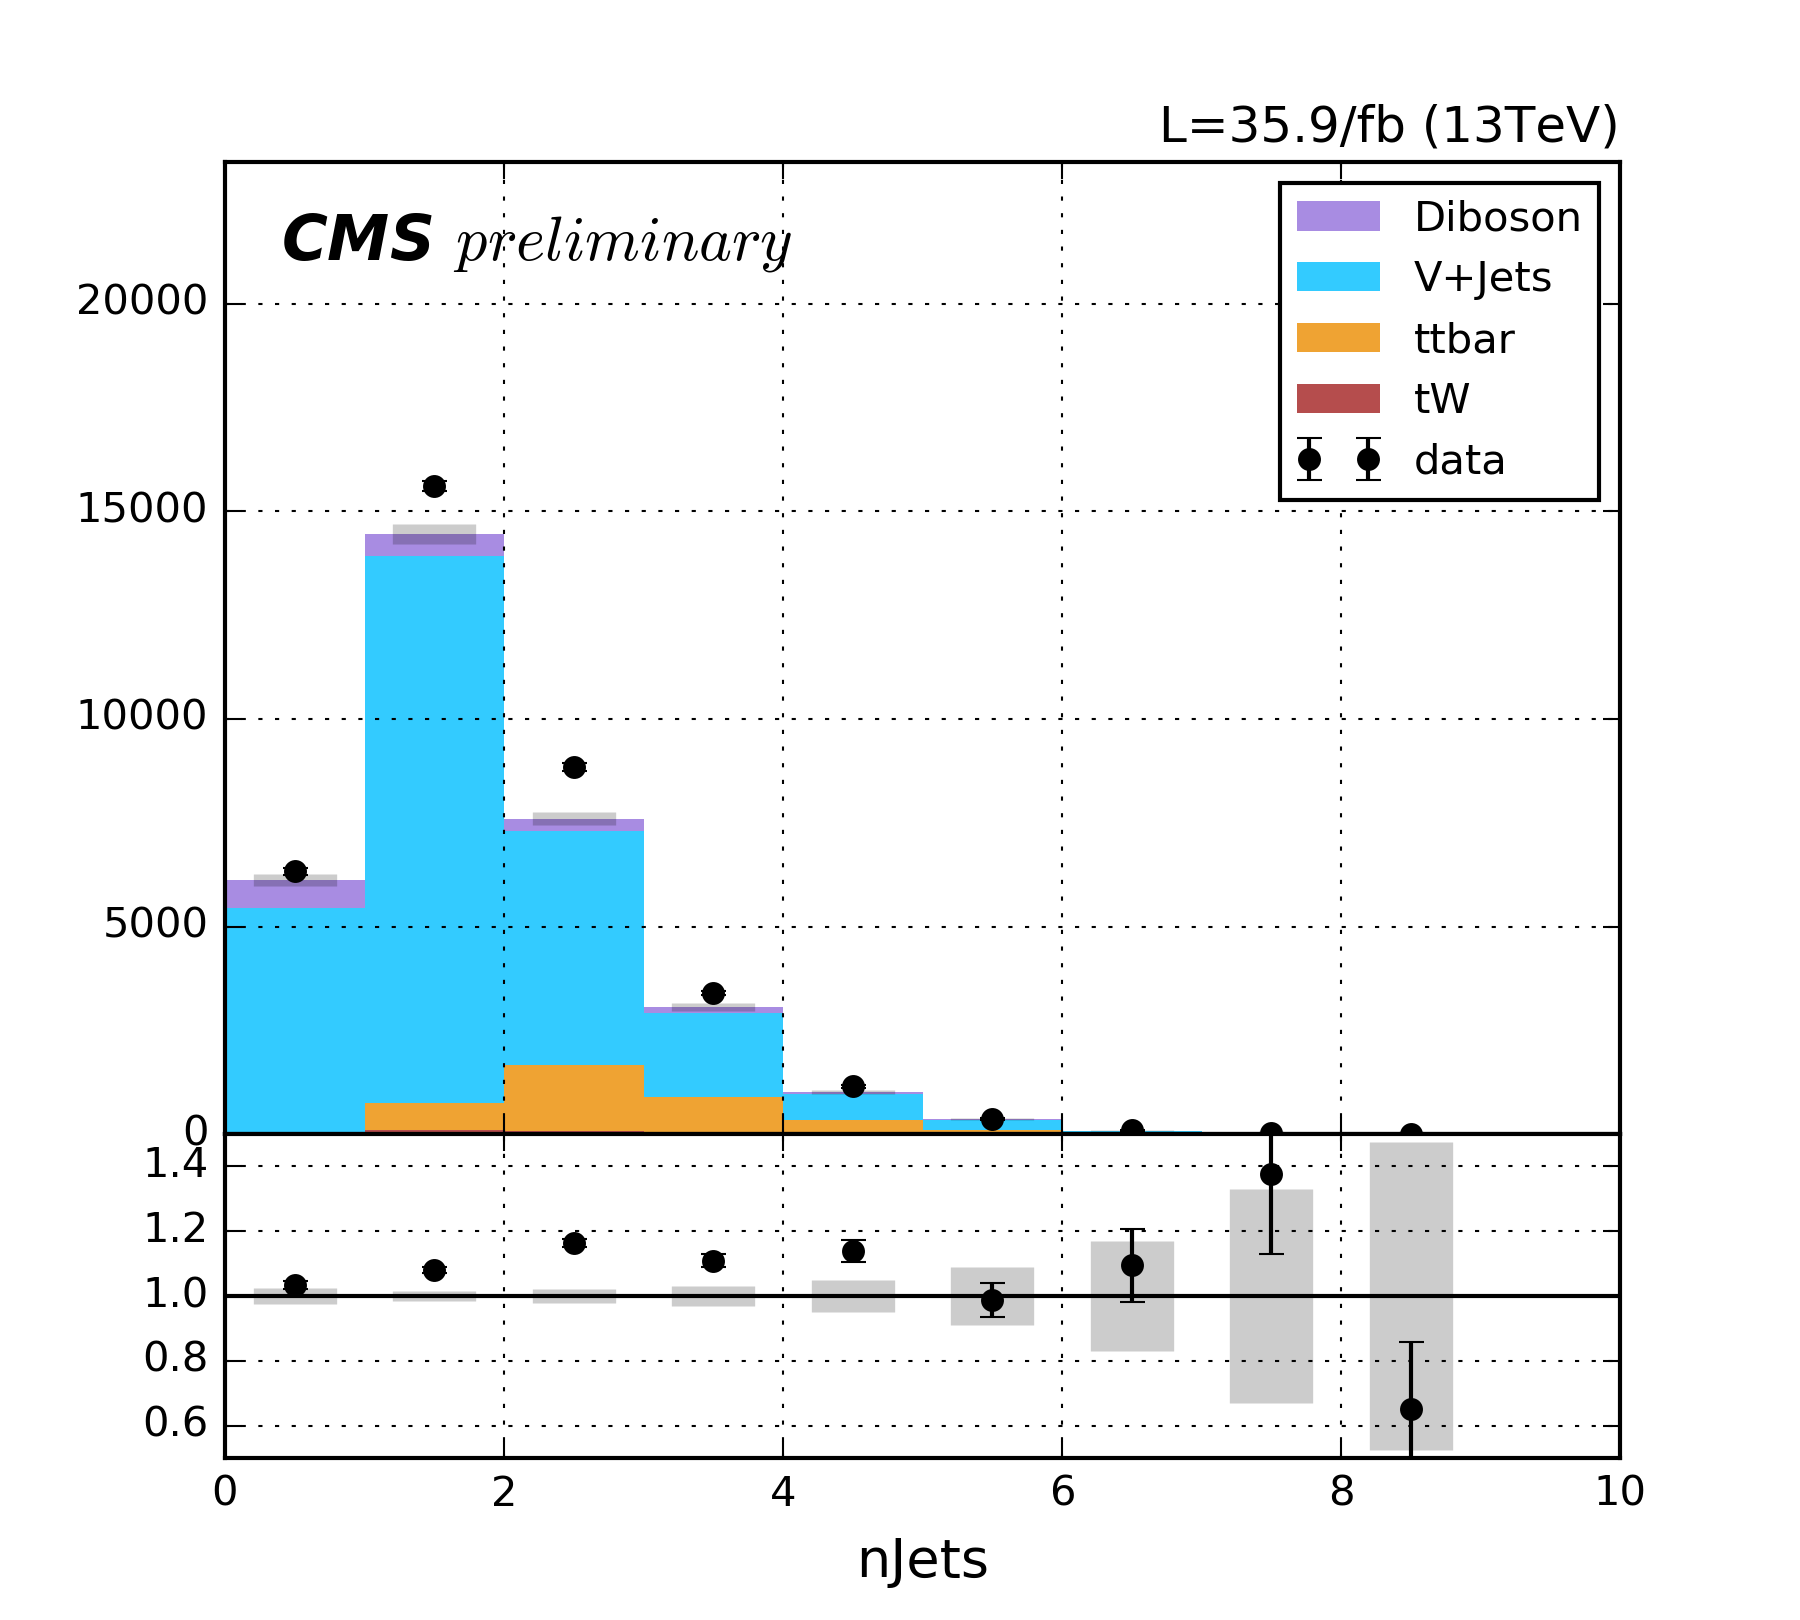 L=35.9/fb (13TeV)
CMS preliminary
Diboson
V+Jets
ttbar
tW
data
20000
15000
10000
5000
0
1.4
1.2
1.0
0.8
0.6
0 2 4 6 8 10
nJets